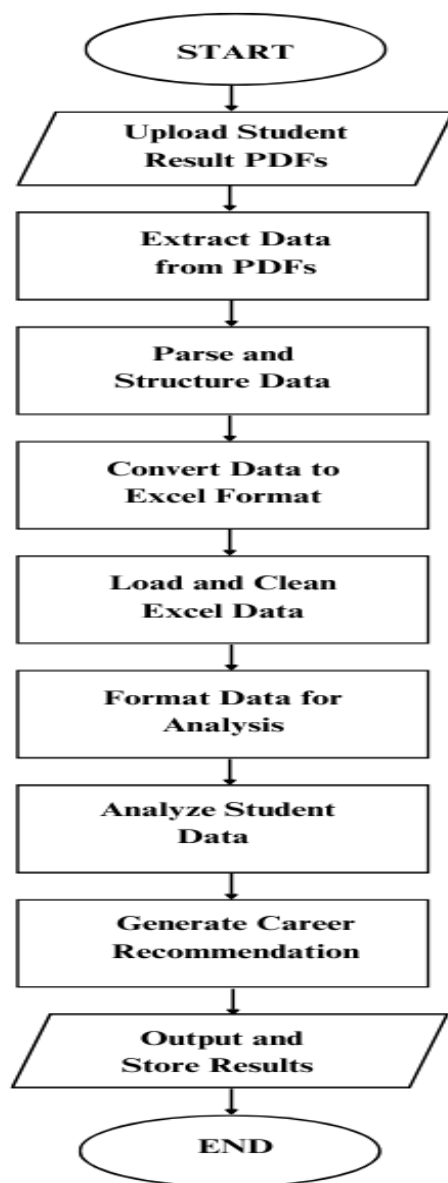 START
Upload Student
Result PDFs
Extract Data
from PDFs
Parse and
Structure Data
Convert Data to
Excel Format
Load and Clean
Excel Data
Format Data for
Analysis
Analyze Student
Data
Generate Career
Recommendation
Output and
Store Results
END